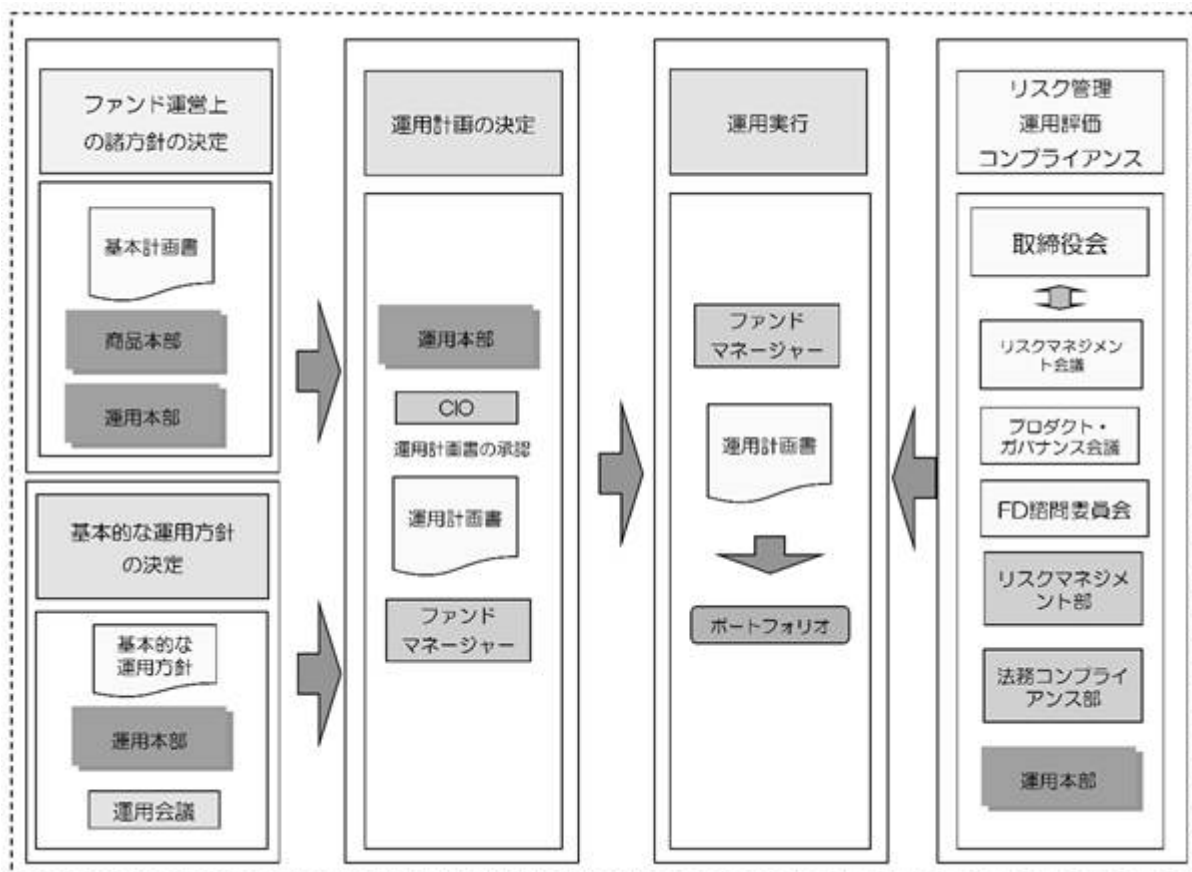 ファンド運営上
の諸方針の決定
基本計画書
商品本部
運用本部
基本的な運用方針
の決定
基本的な
運用方針
運用本部
運用会議
運用計画の決定
運用本部
CIO
運用計画書の承認
運用計画書
ファンド
マネージャー
運用実行
ファンド
マネージャー
運用計画書
ポートフォリオ
リスク管理
運用評価
コンプライアンス
取締役会
リスクマネジメン
ト会議
プロダクト・
ガバナンス会議
FD諮問委員会
リスクマネジメ
ント部
法務コンプライ
アンス部
運用本部